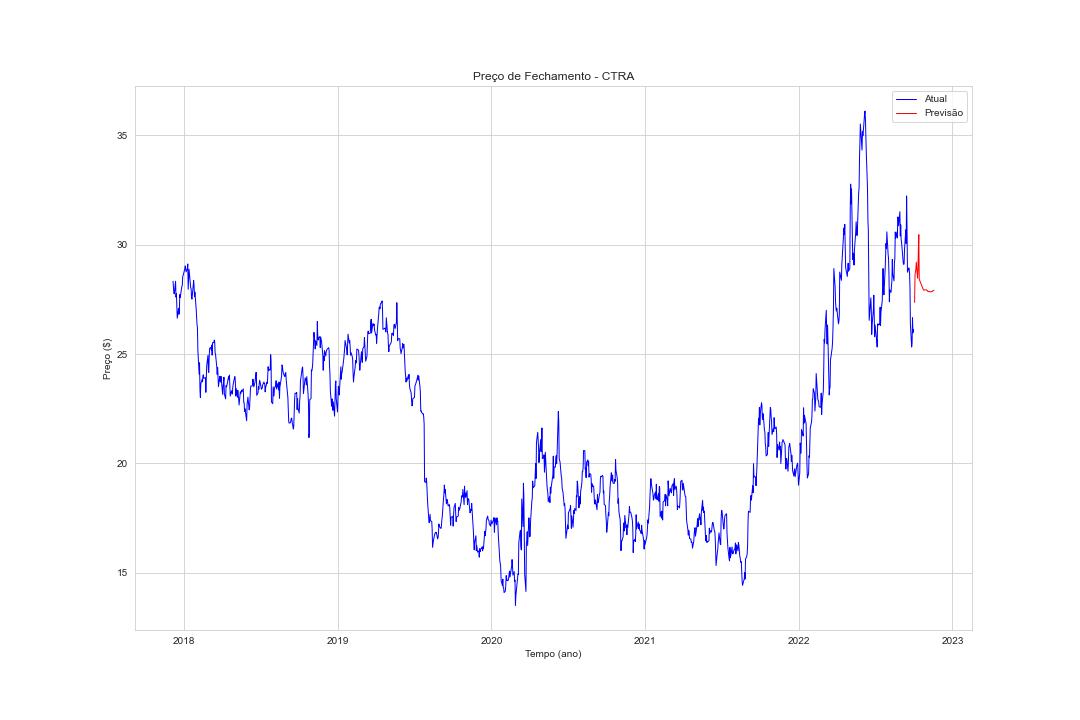 Preço de Fechamento - CTRA
Atual
Previsão
35
30
25
20
15
Preço ($)
2018
2019
2020
2021
2022
2023
Tempo (ano)